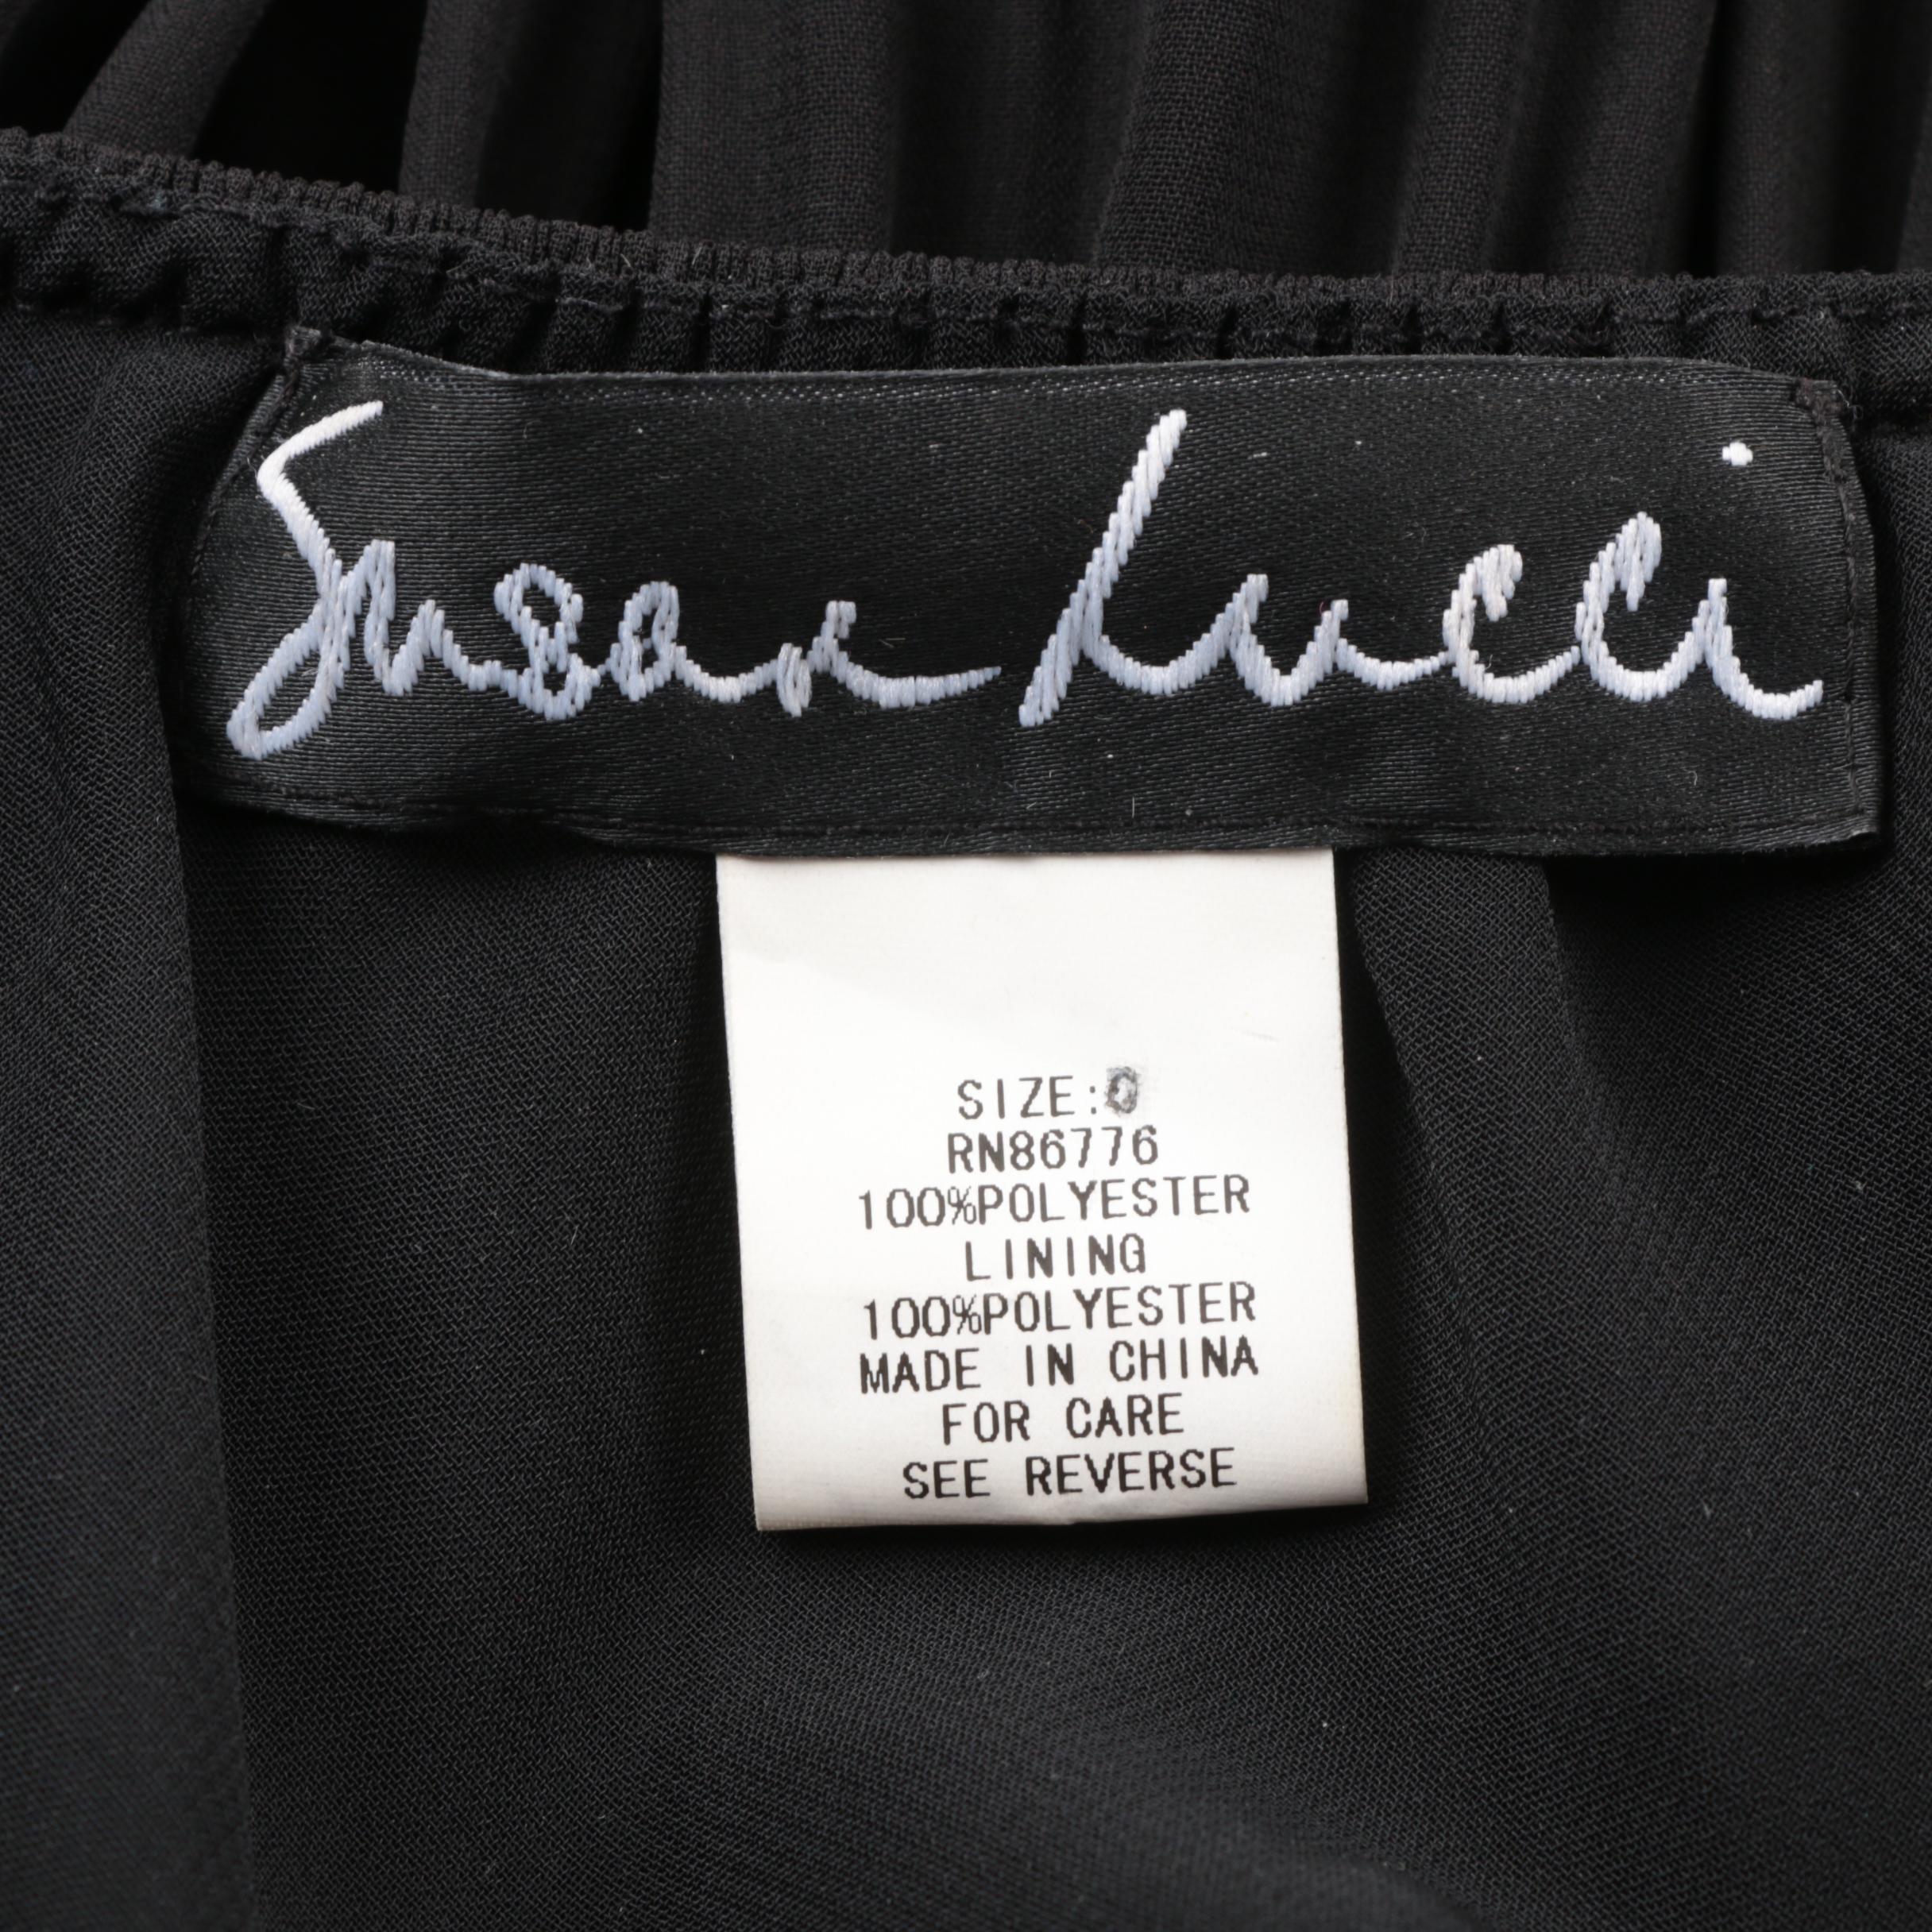 Susan Lucci
SIZE:0
RN86776
100%POLYESTER
LINING
100%POLYESTER
MADE IN CHINA
FOR CARE
SEE REVERSE